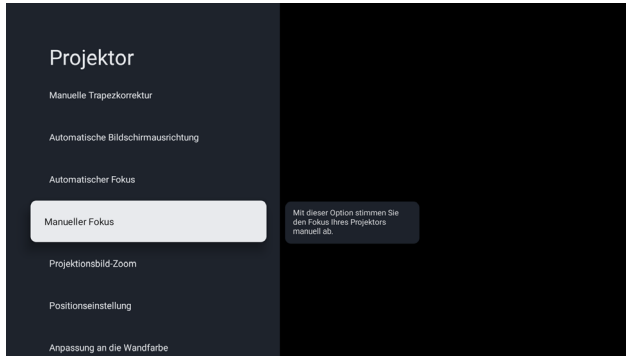 Projektor
Manuelle Trapezkorrektur
Automatische Bildschirmausrichtung
Automatischer Fokus
Manueller Fokus
Mit dieser Option stimmen Sie
den Fokus Ihres Projektors
manuell ab.
Projektionsbild-Zoom
Positionseinstellung
Anpassung an die Wandfarbe